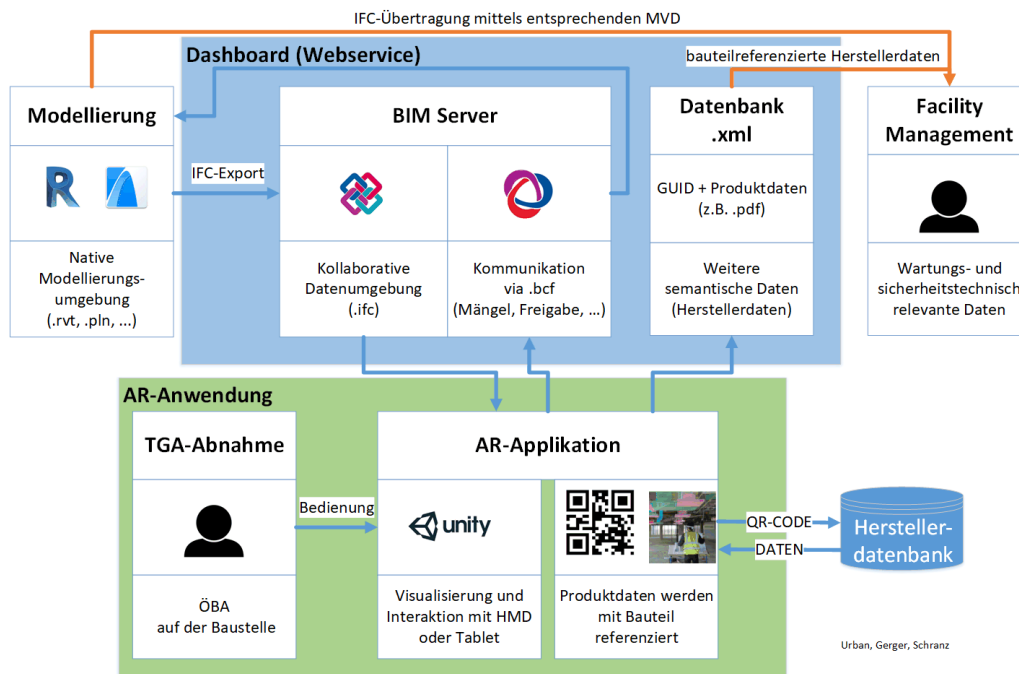 IFC-Übertragung mittels entsprechenden MVD
Dashboard (Webservice)
bauteilreferenzierte Herstellerdaten
Modellierung
BIM Server
Datenbank
.xml
Facility
Management
R
IFC-Export
GUID + Produktdaten
(z.B. .pdf)
Native
Modellierungs-
umgebung
(.rvt, .pln, ...)
Kollaborative
Datenumgebung
(.ifc)
Kommunikation
via .bcf
(Mängel, Freigabe, ...)
Weitere
semantische Daten
(Herstellerdaten)
Wartungs- und
sicherheitstechnisch
relevante Daten
AR-Anwendung
TGA-Abnahme
AR-Applikation
Bedienung
unity
QR-CODE
DATEN
Hersteller-
datenbank
ÖBA
auf der Baustelle
Visualisierung und
Interaktion mit HMD
oder Tablet
Produktdaten werden
mit Bauteil
referenziert
Urban, Gerger, Schranz